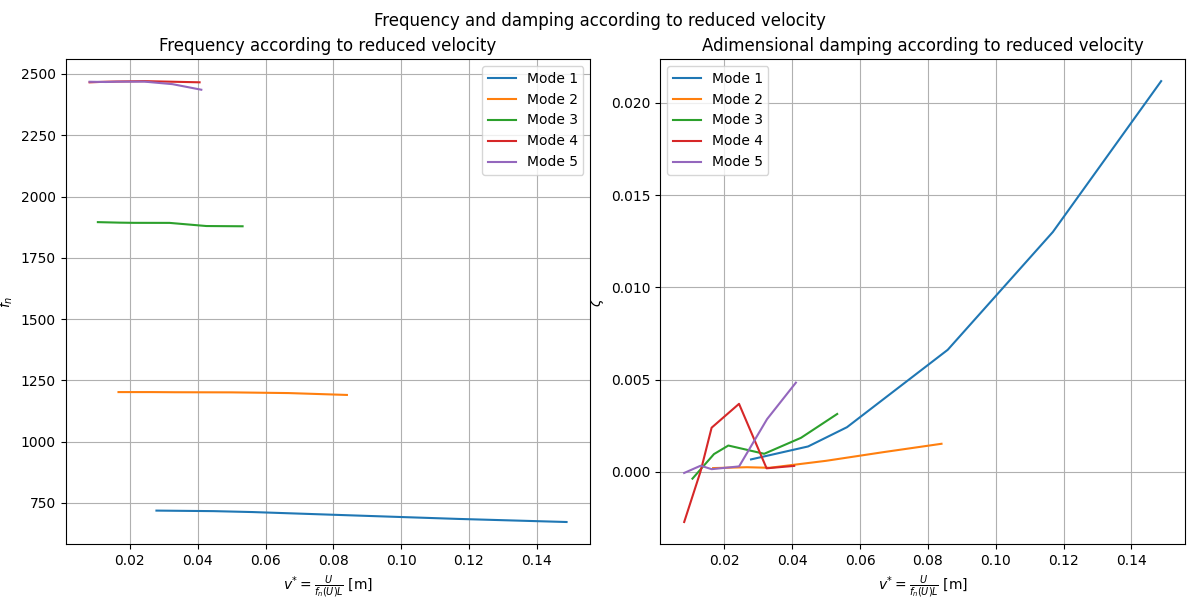 Frequency and damping according to reduced velocity
Frequency according to reduced velocity
2500
2250
2000
1750
1500
1250
1000
750
f_n
0.02 0.04 0.06 0.08 0.10 0.12 0.14
v* = U / f_n(U)L [m]
Mode 1
Mode 2
Mode 3
Mode 4
Mode 5
Adimensional damping according to reduced velocity
0.020
0.015
0.010
0.005
0.000
ζ
0.02 0.04 0.06 0.08 0.10 0.12 0.14
v* = U / f_n(U)L [m]
Mode 1
Mode 2
Mode 3
Mode 4
Mode 5